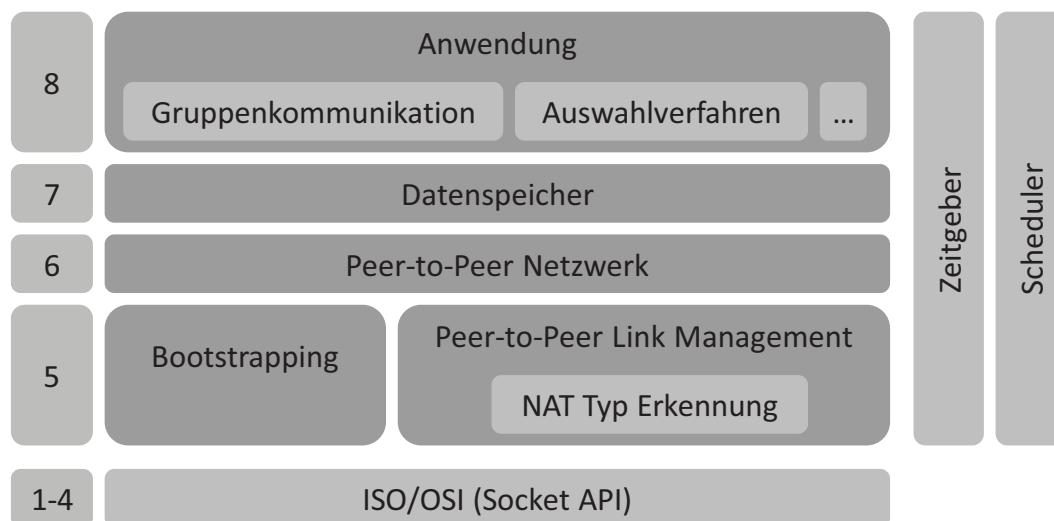 8
Anwendung
Gruppenkommunikation
Auswahlverfahren
...
7
Datenspeicher
6
Peer-to-Peer Netzwerk
5
Bootstrapping
Peer-to-Peer Link Management
NAT Typ Erkennung
1-4
ISO/OSI (Socket API)
Zeitgeber
Scheduler